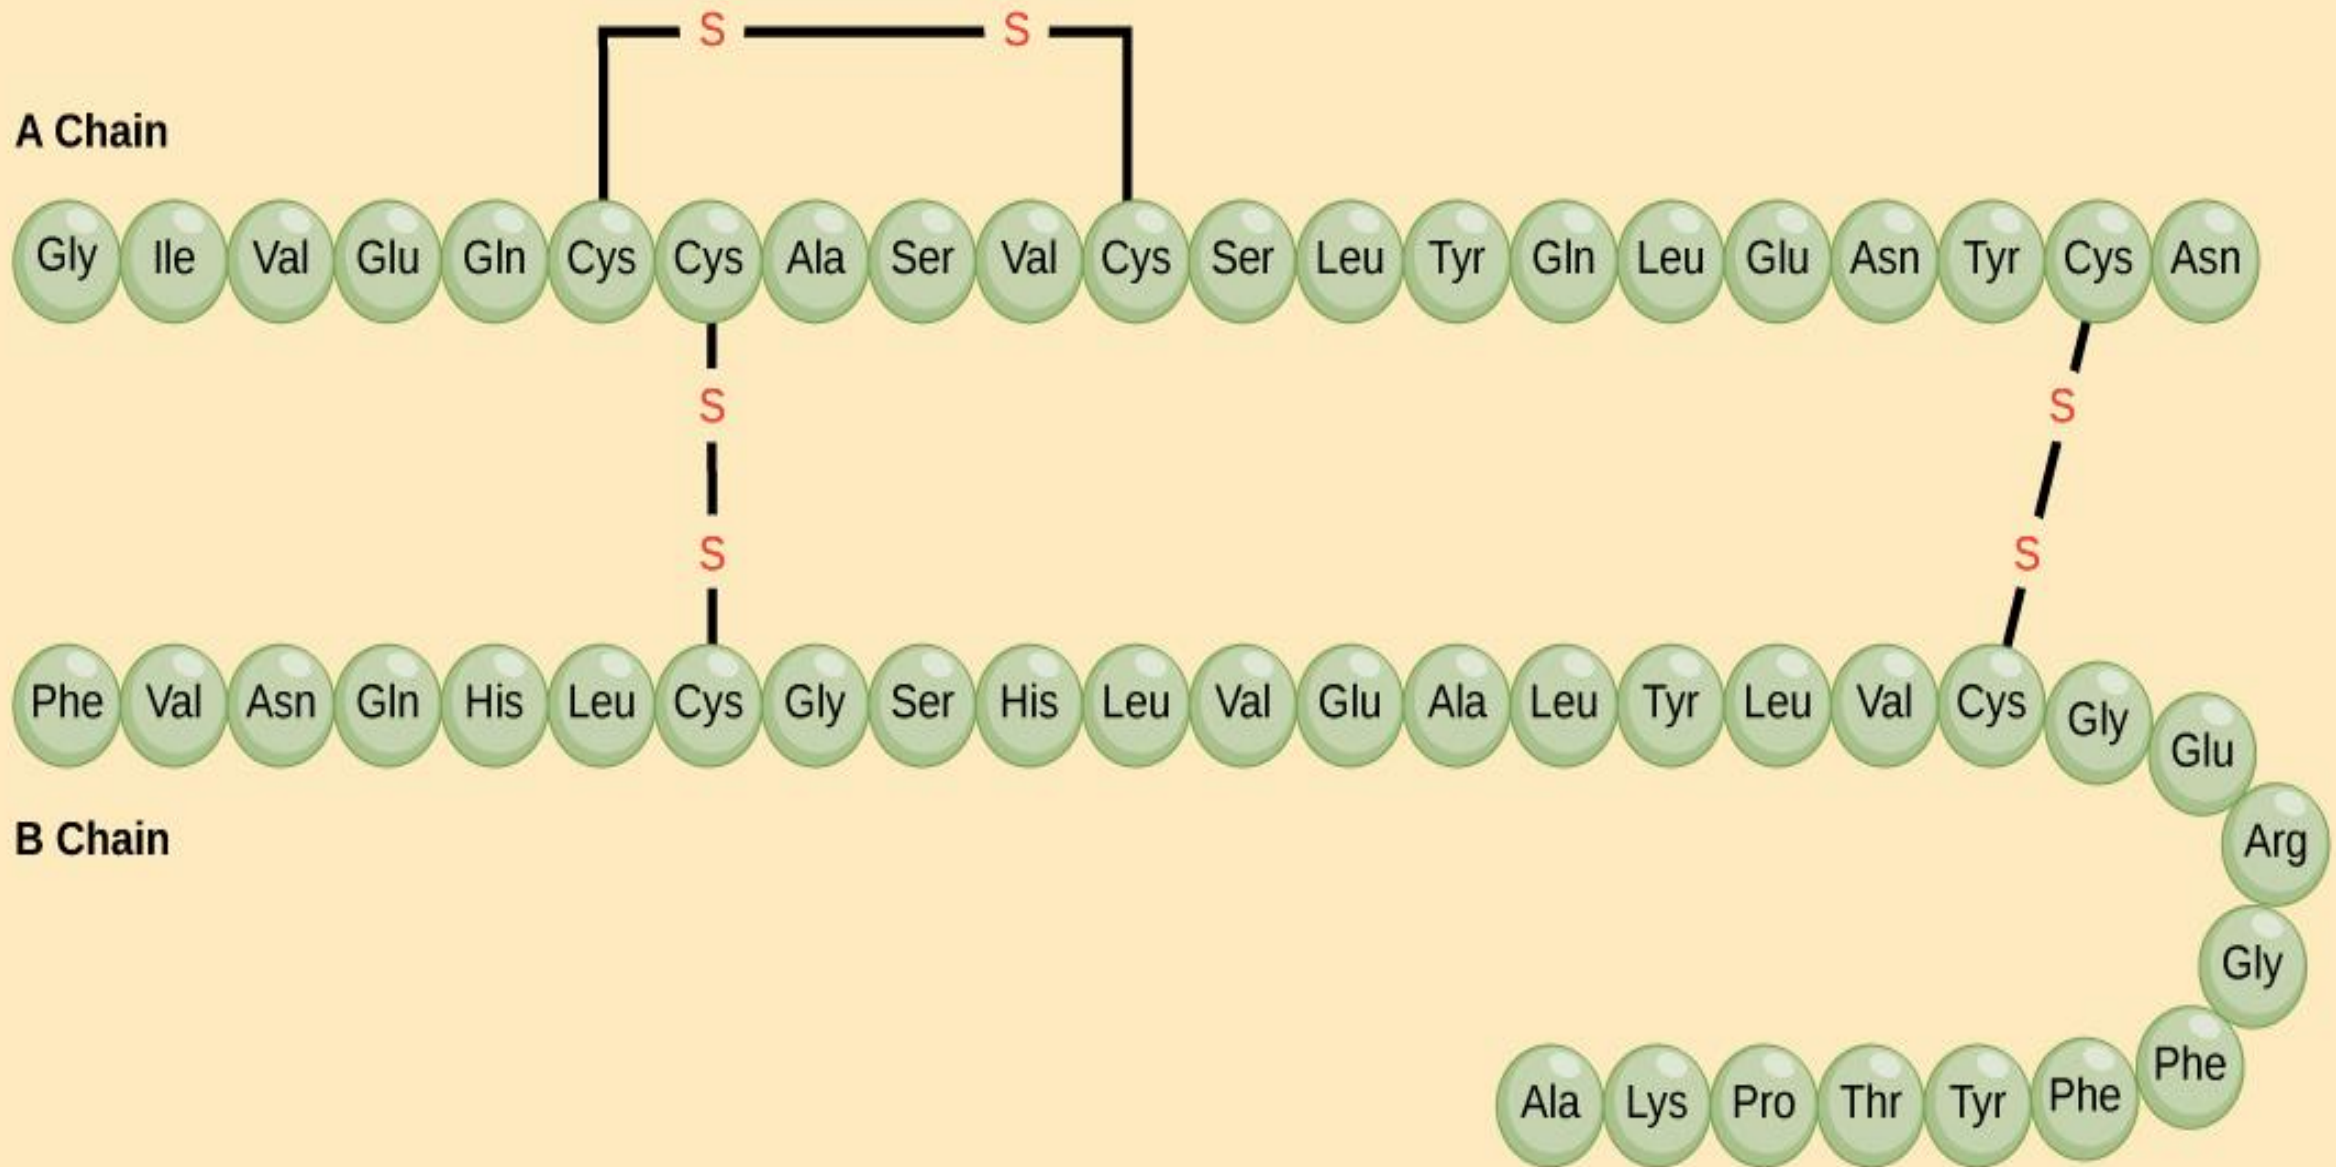 S S
A Chain
Gly Ile Val Glu Gln Cys Cys Ala Ser Val Cys Ser Leu Tyr Gln Leu Glu Asn Tyr Cys Asn
S S
S S
Phe Val Asn Gln His Leu Cys Gly Ser His Leu Val Glu Ala Leu Tyr Leu Val Cys Gly Glu
B Chain
Arg
Gly
Phe
Ala Lys Pro Thr Tyr Phe